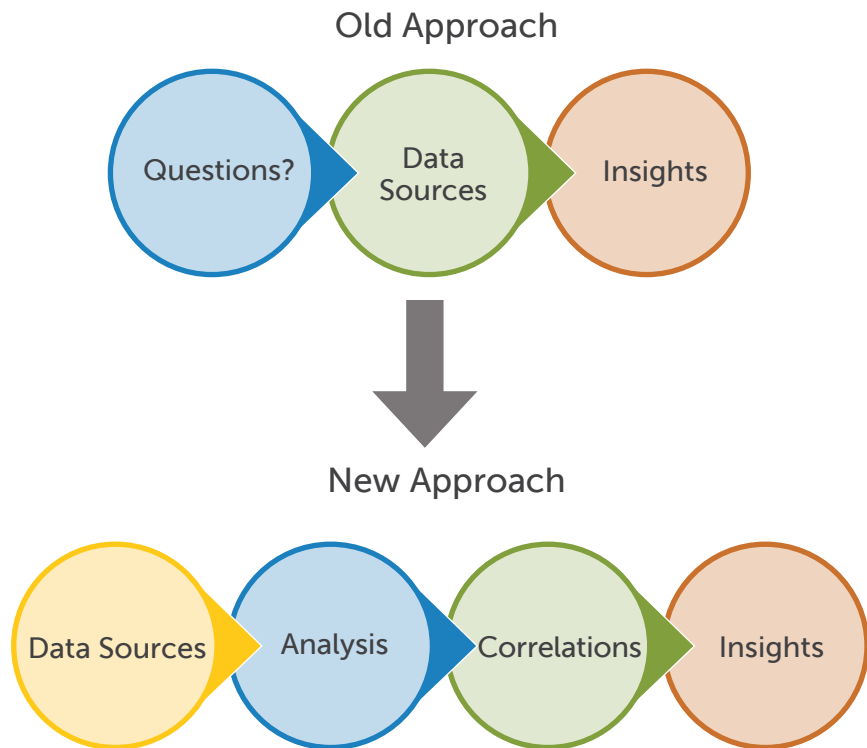 Old Approach
Questions?
Data
Sources
Insights
New Approach
Data Sources
Analysis
Correlations
Insights